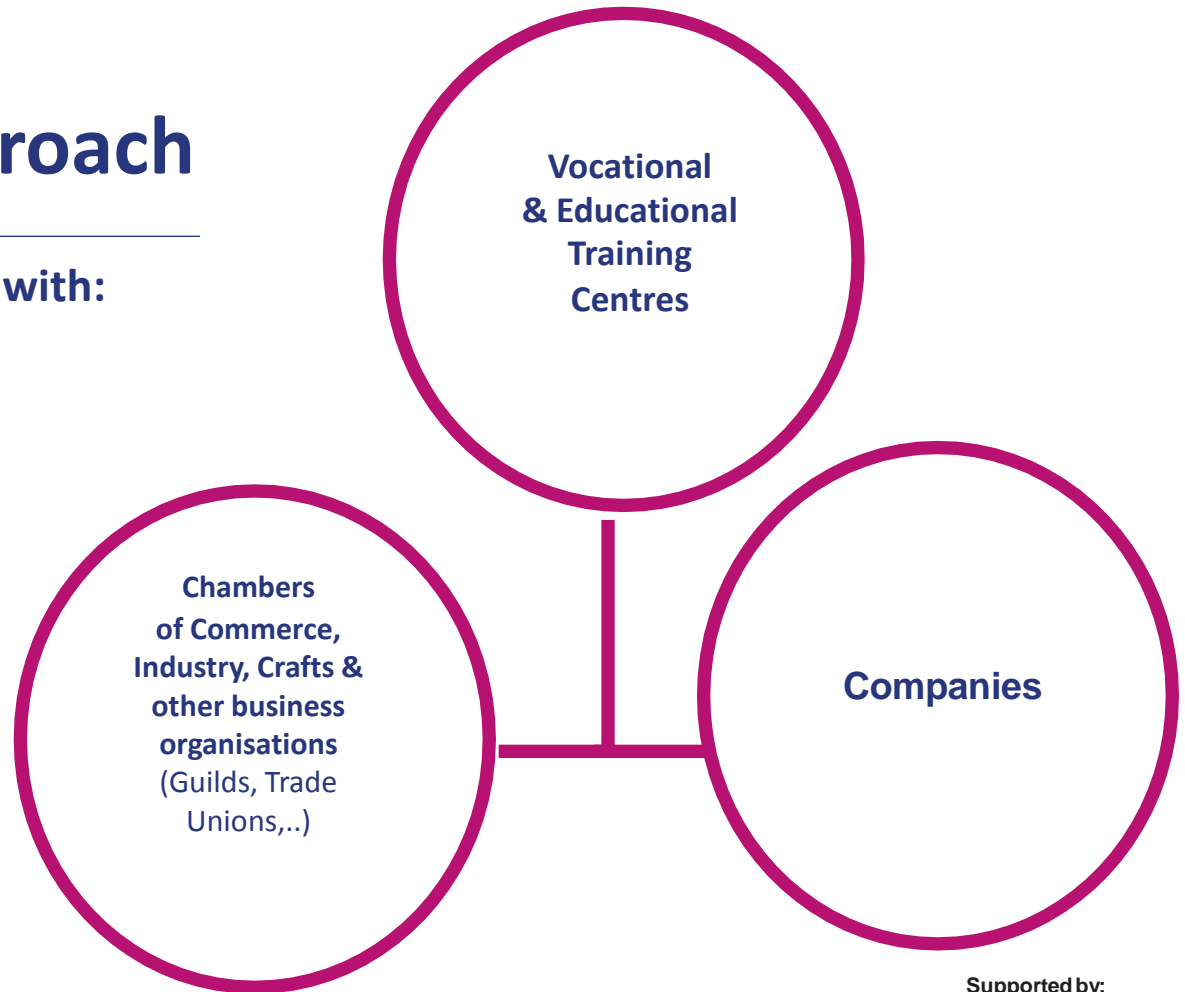 roach
with:
Vocational
& Educational
Training
Centres
Chambers
of Commerce,
Industry, Crafts &
other business
organisations
(Guilds, Trade
Unions,..)
Companies
Supported by: